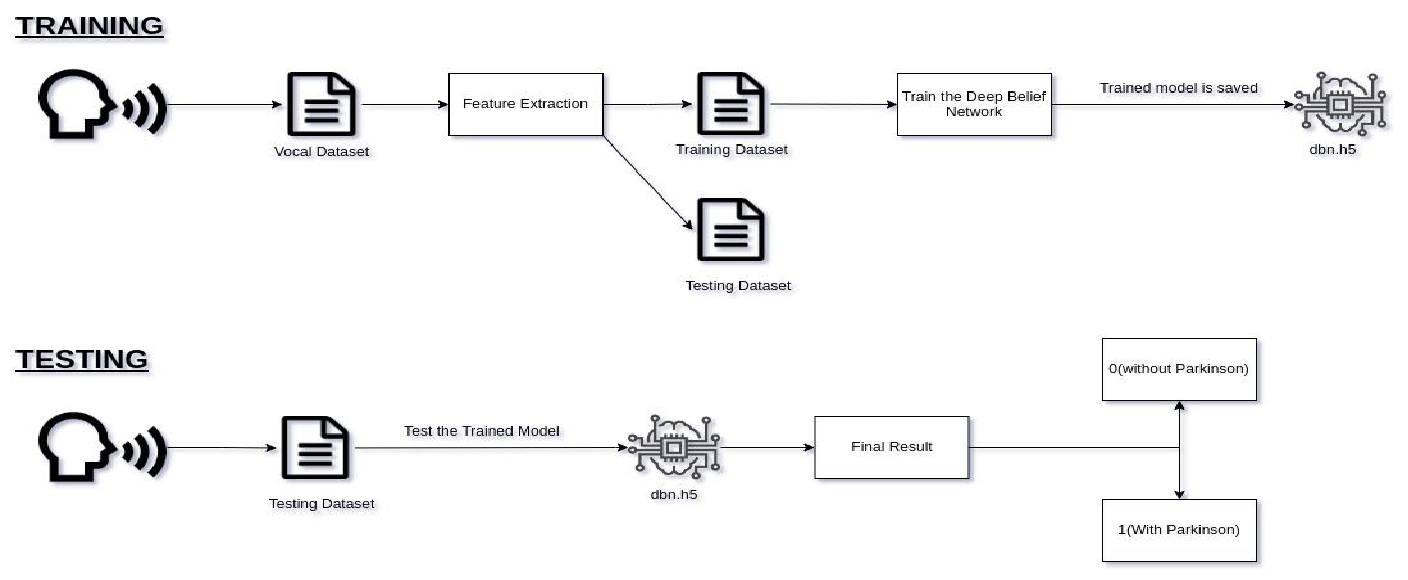 TRAINING
Vocal Dataset
Feature Extraction
Training Dataset
Train the Deep Belief
Network
Trained model is saved
dbn.h5
Testing Dataset
TESTING
Testing Dataset
Test the Trained Model
dbn.h5
Final Result
0(without Parkinson)
1(With Parkinson)